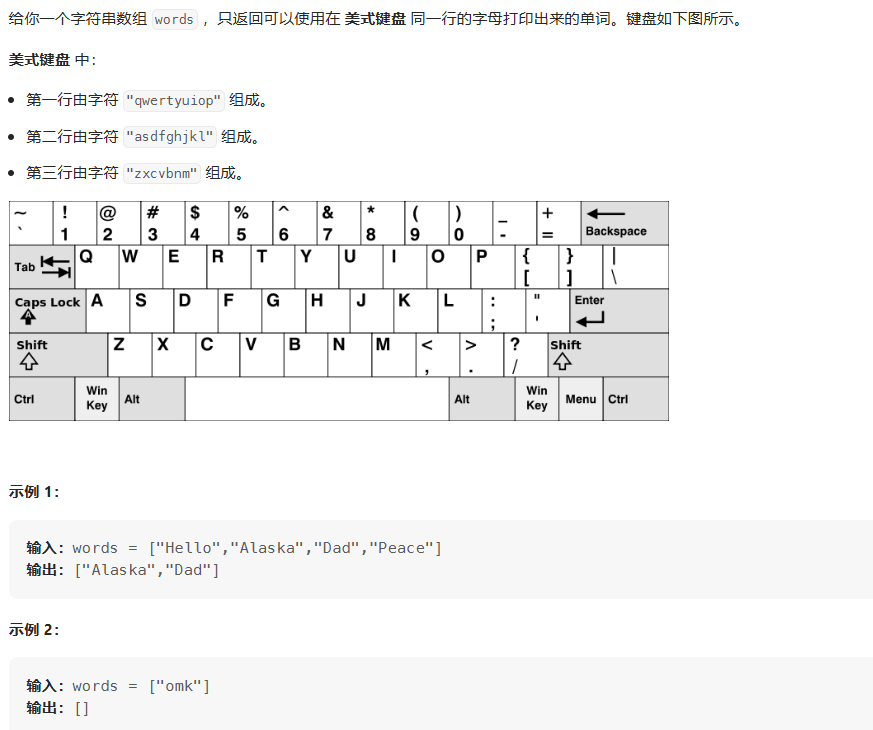 给你一个字符串数组 words ，只返回可以使用在 美式键盘 同一行的字母打印出来的单词。键盘如下图所示。
美式键盘 中：
第一行由字符 "qwertyuiop" 组成。
第二行由字符 "asdfghjkl" 组成。
第三行由字符 "zxcvbnm" 组成。
~ ! @ # $ % ^ & * ( ) _ +
` 1 2 3 4 5 6 7 8 9 0 - = Backspace
Tab Q W E R T Y U I O P { } |
[ ] \
Caps Lock A S D F G H J K L : " Enter
; '
Shift Z X C V B N M < > ? Shift
, . /
Ctrl Win Key Alt Alt Win Key Menu Ctrl
示例 1：
输入：words = ["Hello","Alaska","Dad","Peace"]
输出：["Alaska","Dad"]
示例 2：
输入：words = ["omk"]
输出：[]